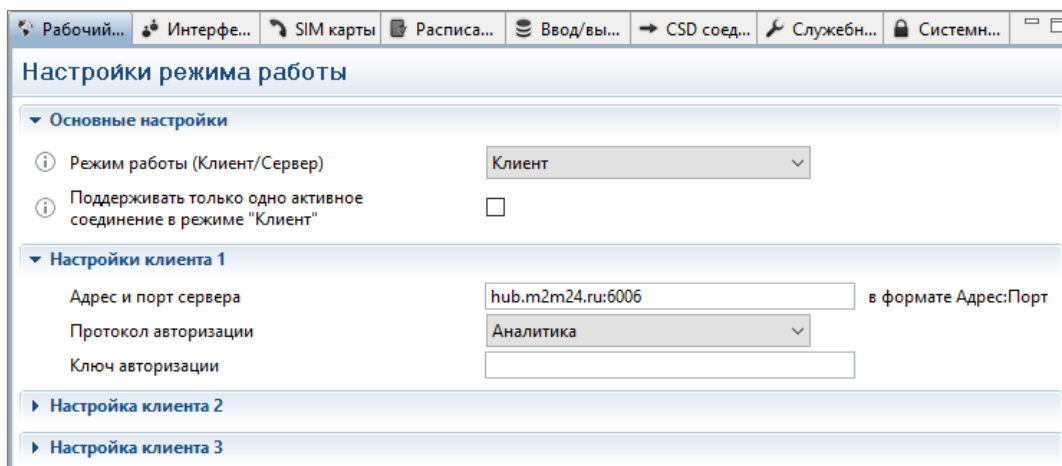 Рабочий... Интерфе... SIM карты Расписа... Ввод/вы... CSD соед... Служебн... Системн...
Настройки режима работы
Основные настройки
Режим работы (Клиент/Сервер) Клиент
Поддерживать только одно активное
соединение в режиме "Клиент"
Настройки клиента 1
Адрес и порт сервера hub.m2m24.ru:6006 в формате Адрес:Порт
Протокол авторизации Аналитика
Ключ авторизации
Настройка клиента 2
Настройка клиента 3